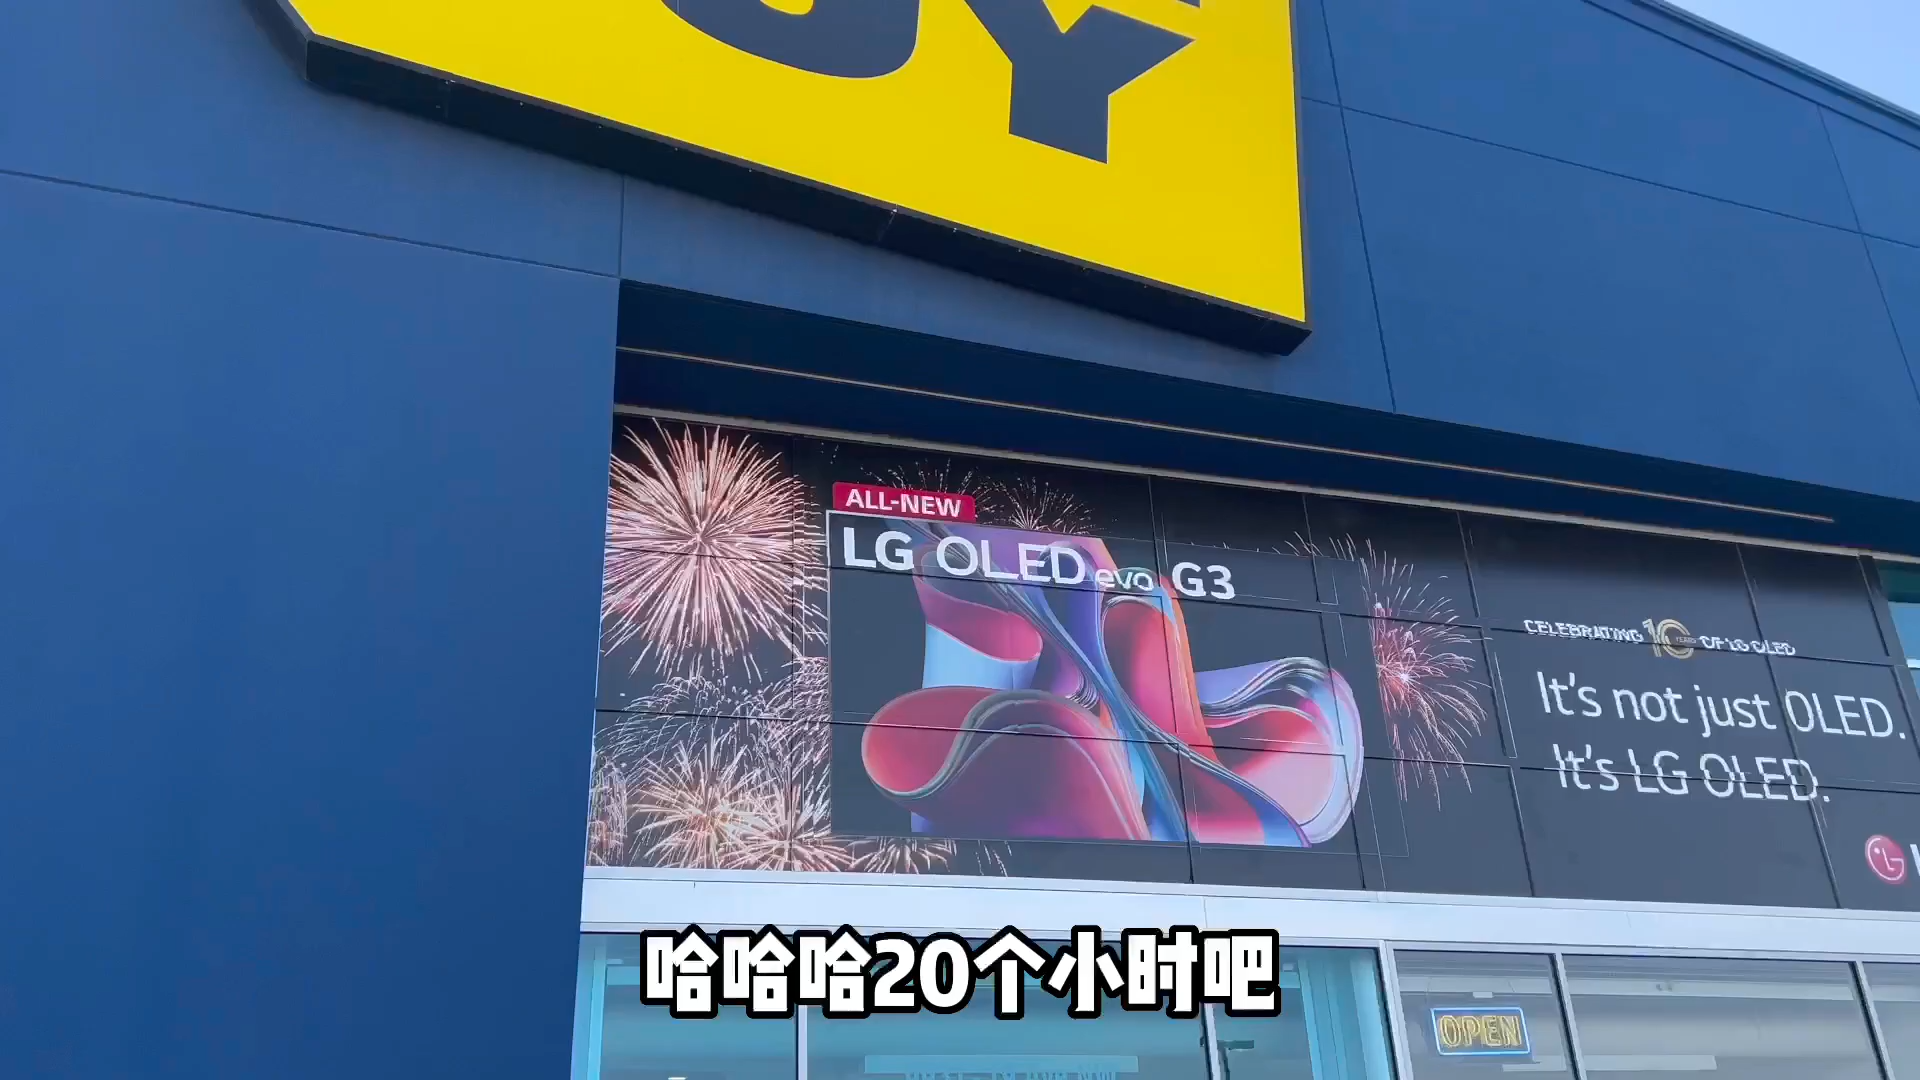 UY
ALL-NEW
LG OLED evo G3
CELEBRATING 10 YEARS OF LG OLED
It's not just OLED.
It's LG OLED.
LG
哈哈哈20个小时吧
OPEN